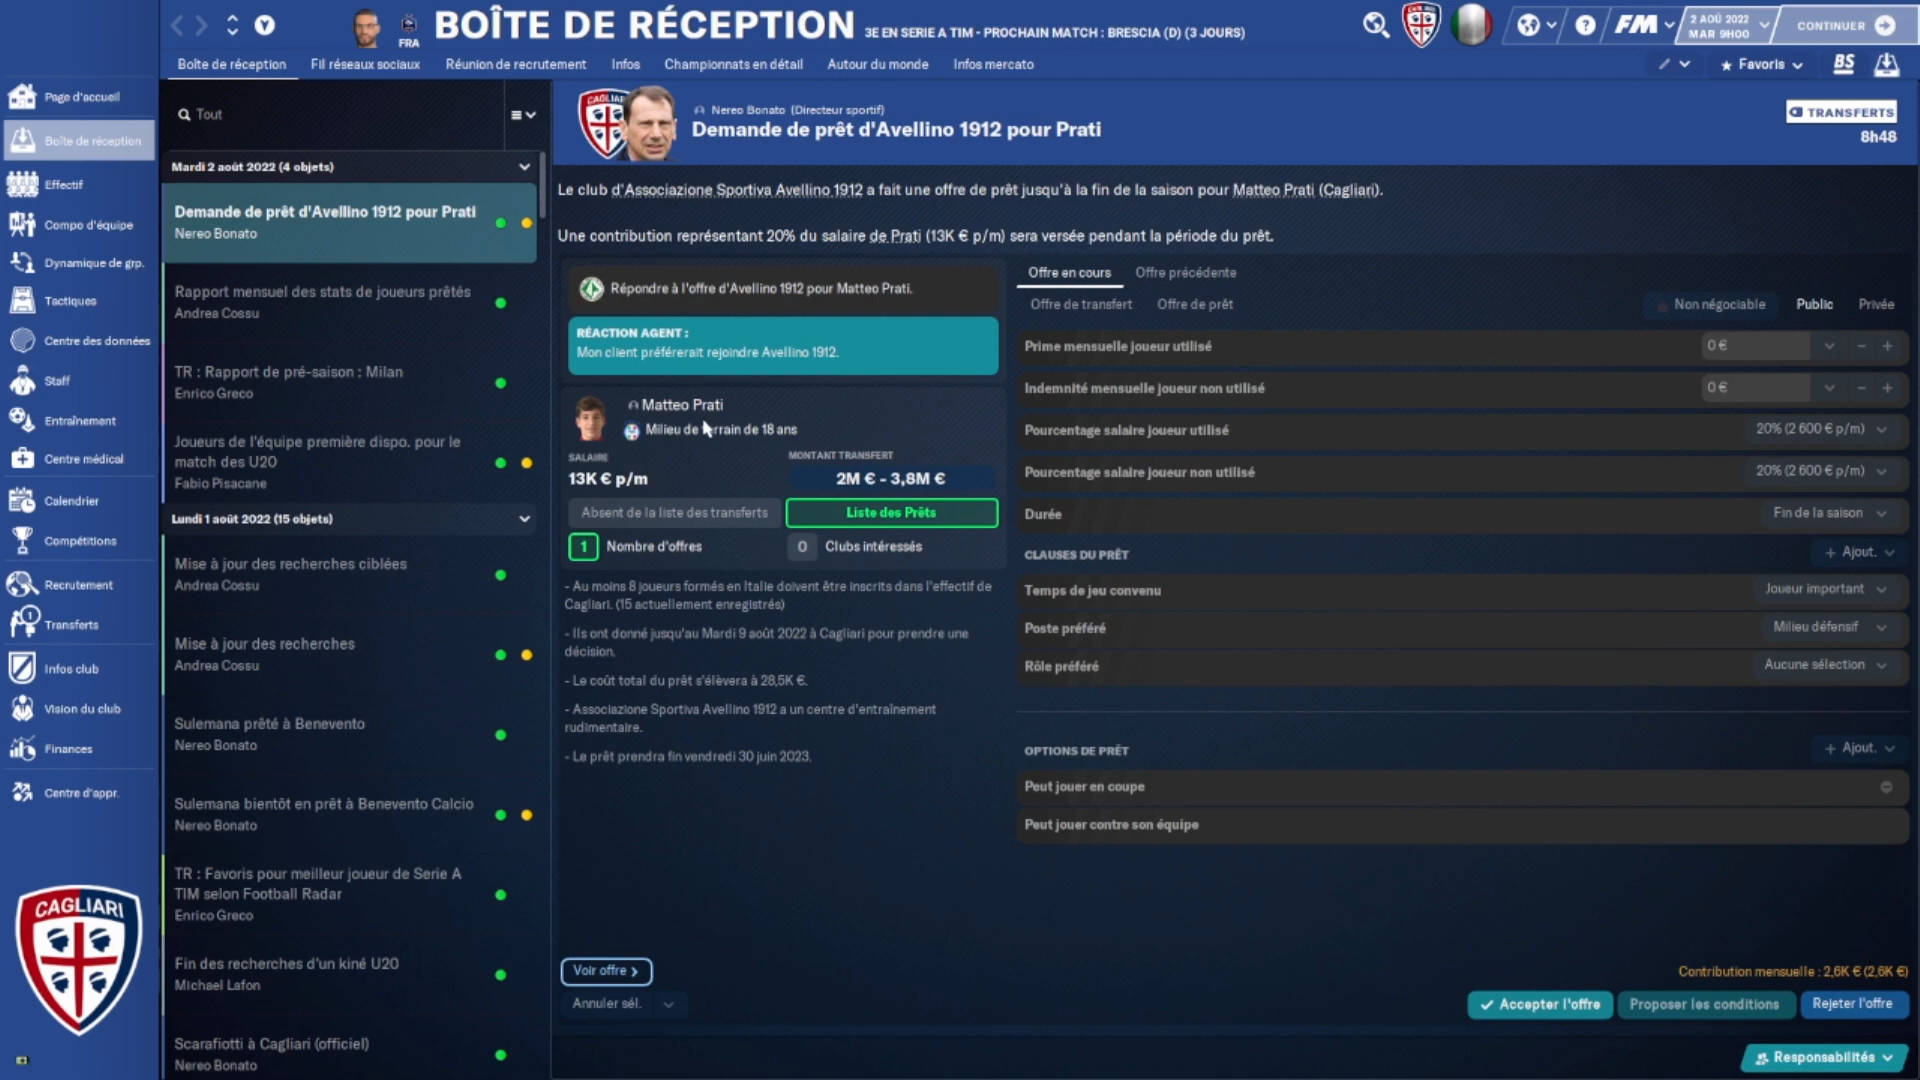 BOÎTE DE RÉCEPTION
3E EN SERIE A TIM - PROCHAIN MATCH : BRESCIA (D) (3 JOURS)
FRA
FM
2 AOÛ 2022
MAR 9H00
CONTINUER
Boîte de réception
Fil réseaux sociaux
Réunion de recrutement
Infos
Championnats en détail
Autour du monde
Infos mercato
Favoris
BS
Page d'accueil
Boîte de réception
Effectif
Compo d'équipe
Dynamique de grp.
Tactiques
Centre des données
Staff
Entraînement
Centre médical
Calendrier
Compétitions
Recrutement
Transferts
Infos club
Vision du club
Finances
Centre d'appr.
CAGLIARI
Tout
Mardi 2 août 2022 (4 objets)
Demande de prêt d'Avellino 1912 pour Prati
Nereo Bonato
Rapport mensuel des stats de joueurs prêtés
Andrea Cossu
TR : Rapport de pré-saison : Milan
Enrico Greco
Joueurs de l'équipe première dispo. pour le
match des U20
Fabio Pisacane
Lundi 1 août 2022 (15 objets)
Mise à jour des recherches ciblées
Andrea Cossu
Mise à jour des recherches
Andrea Cossu
Sulemana prêté à Benevento
Nereo Bonato
Sulemana bientôt en prêt à Benevento Calcio
Nereo Bonato
TR : Favoris pour meilleur joueur de Serie A
TIM selon Football Radar
Enrico Greco
Fin des recherches d'un kiné U20
Michael Lafon
Scarafiotti à Cagliari (officiel)
Nereo Bonato
Nereo Bonato (Directeur sportif)
Demande de prêt d'Avellino 1912 pour Prati
TRANSFERTS
8h48
Le club d'Associazione Sportiva Avellino 1912 a fait une offre de prêt jusqu'à la fin de la saison pour Matteo Prati (Cagliari).
Une contribution représentant 20% du salaire de Prati (13K € p/m) sera versée pendant la période du prêt.
Répondre à l'offre d'Avellino 1912 pour Matteo Prati.
RÉACTION AGENT :
Mon client préférerait rejoindre Avellino 1912.
Matteo Prati
Milieu de terrain de 18 ans
SALAIRE
13K € p/m
MONTANT TRANSFERT
2M € - 3,8M €
Absent de la liste des transferts
Liste des Prêts
1 Nombre d'offres
0 Clubs intéressés
- Au moins 8 joueurs formés en Italie doivent être inscrits dans l'effectif de
Cagliari. (15 actuellement enregistrés)
- Ils ont donné jusqu'au Mardi 9 août 2022 à Cagliari pour prendre une
décision.
- Le coût total du prêt s'élèvera à 28,5K €.
- Associazione Sportiva Avellino 1912 a un centre d'entraînement
rudimentaire.
- Le prêt prendra fin vendredi 30 juin 2023.
Voir offre
Annuler sél.
Offre en cours
Offre précédente
Offre de transfert
Offre de prêt
Non négociable
Public
Privée
Prime mensuelle joueur utilisé
0 €
Indemnité mensuelle joueur non utilisé
0 €
Pourcentage salaire joueur utilisé
20% (2 600 € p/m)
Pourcentage salaire joueur non utilisé
20% (2 600 € p/m)
Durée
Fin de la saison
CLAUSES DU PRÊT
+ Ajout.
Temps de jeu convenu
Joueur important
Poste préféré
Milieu défensif
Rôle préféré
Aucune sélection
OPTIONS DE PRÊT
+ Ajout.
Peut jouer en coupe
Peut jouer contre son équipe
Contribution mensuelle : 2,6K € (2,6K €)
Accepter l'offre
Proposer les conditions
Rejeter l'offre
Responsabilités